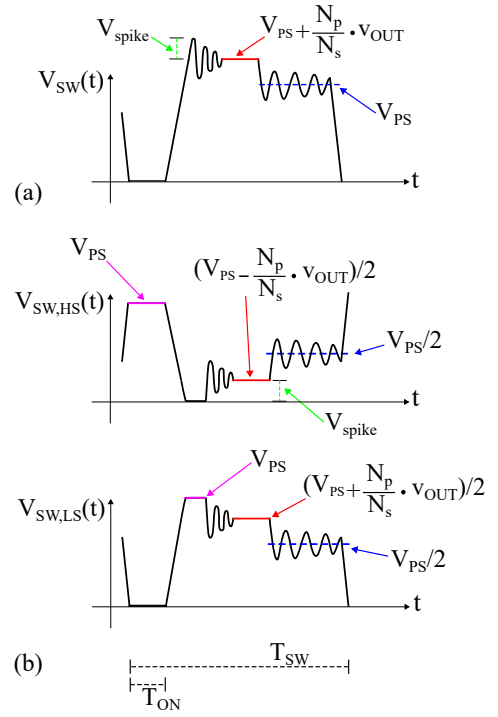 V_spike
V_PS + N_p/N_s · v_OUT
V_SW(t)
V_PS
t
(a)
V_PS
(V_PS − N_p/N_s · v_OUT)/2
V_SW,HS(t)
V_PS/2
t
V_spike
V_PS
(V_PS + N_p/N_s · v_OUT)/2
V_SW,LS(t)
V_PS/2
t
T_SW
(b)
T_ON